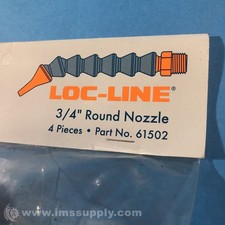 LOC-LINE®
3/4" Round Nozzle
4 Pieces • Part No. 61502
© www.imssupply.com